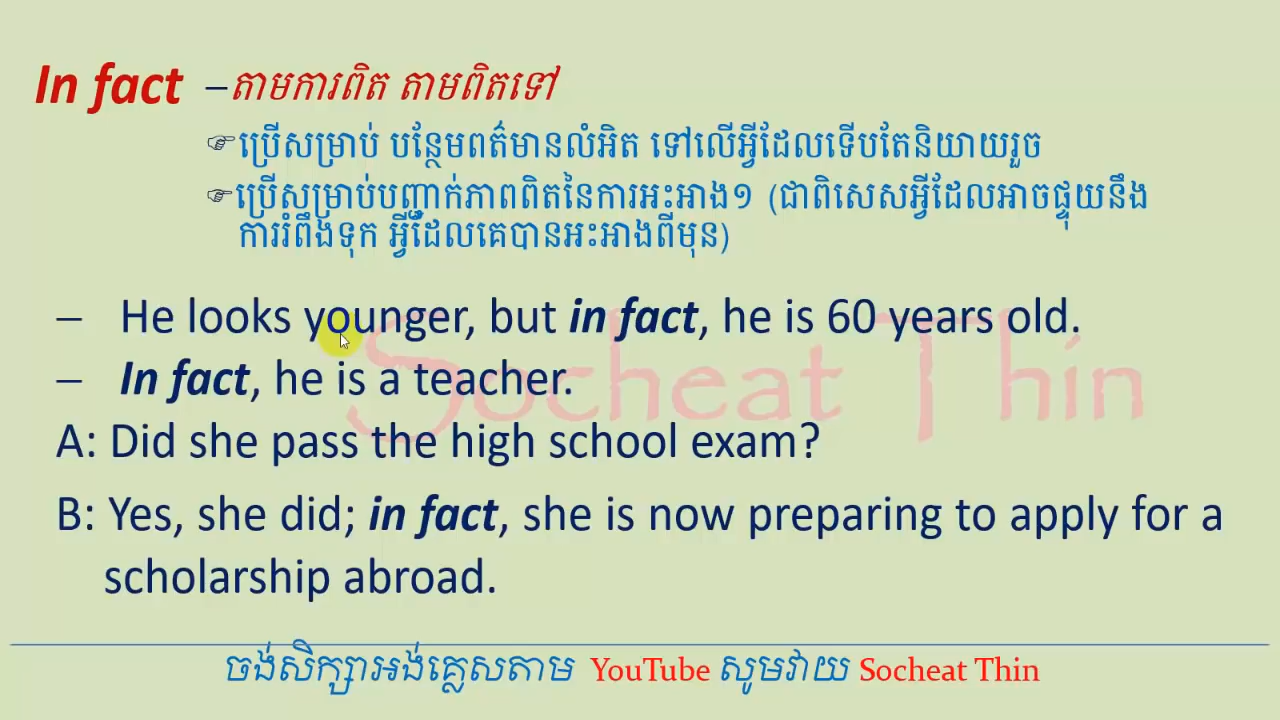 In fact –តាមការពិត តាមពិតទៅ
☞ប្រើសម្រាប់ បន្ថែមពត៌មានលំអិត ទៅលើអ្វីដែលទើបតែនិយាយរួច
☞ប្រើសម្រាប់បញ្ជាក់ភាពពិតនៃការអះអាង១ (ជាពិសេសអ្វីដែលអាចផ្ទុយនឹង
ការរំពឹងទុក អ្វីដែលគេបានអះអាងពីមុន)
– He looks younger, but in fact, he is 60 years old.
– In fact, he is a teacher.
Socheat Thin
A: Did she pass the high school exam?
B: Yes, she did; in fact, she is now preparing to apply for a
scholarship abroad.
ចង់សិក្សាអង់គ្លេសតាម YouTube សូមវាយ Socheat Thin